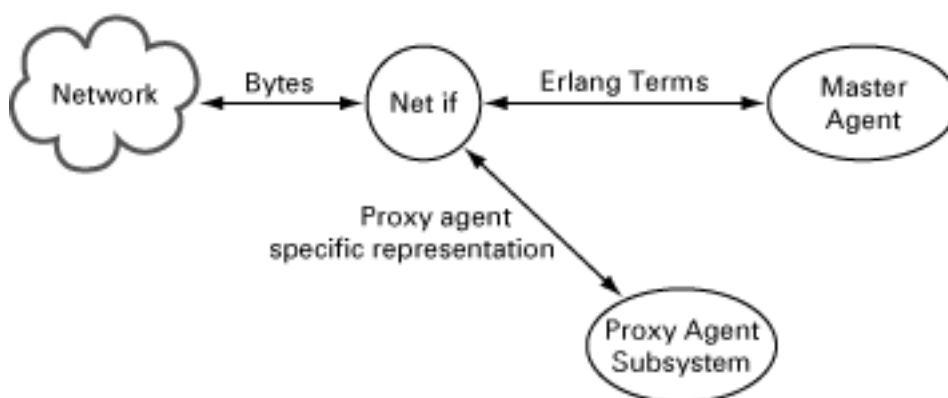 Network
Bytes
Net if
Erlang Terms
Master
Agent
Proxy agent
specific representation
Proxy Agent
Subsystem